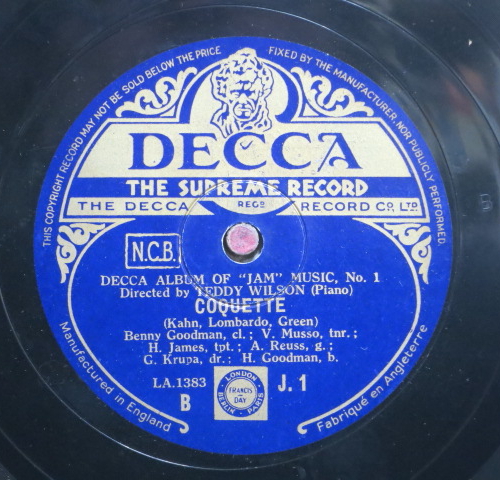 THIS COPYRIGHT RECORD MAY NOT BE SOLD BELOW THE PRICE FIXED BY THE MANUFACTURER, NOR PUBLICLY PERFORMED.
DECCA
THE SUPREME RECORD
THE DECCA REGD RECORD CO, LTD
N.C.B.
DECCA ALBUM OF "JAM" MUSIC, No. 1
Directed by TEDDY WILSON (Piano)
COQUETTE
(Kahn, Lombardo, Green)
Benny Goodman, cl.; V. Musso, tnr.;
H. James, tpt; A. Reuss, g.;
G. Krupa, dr: H. Goodman, b.
LA.1383 J. 1
B
LONDON
FRANCIS
DAY
BERLIN - PARIS
Manufactured in England
Fabriqué en Angleterre